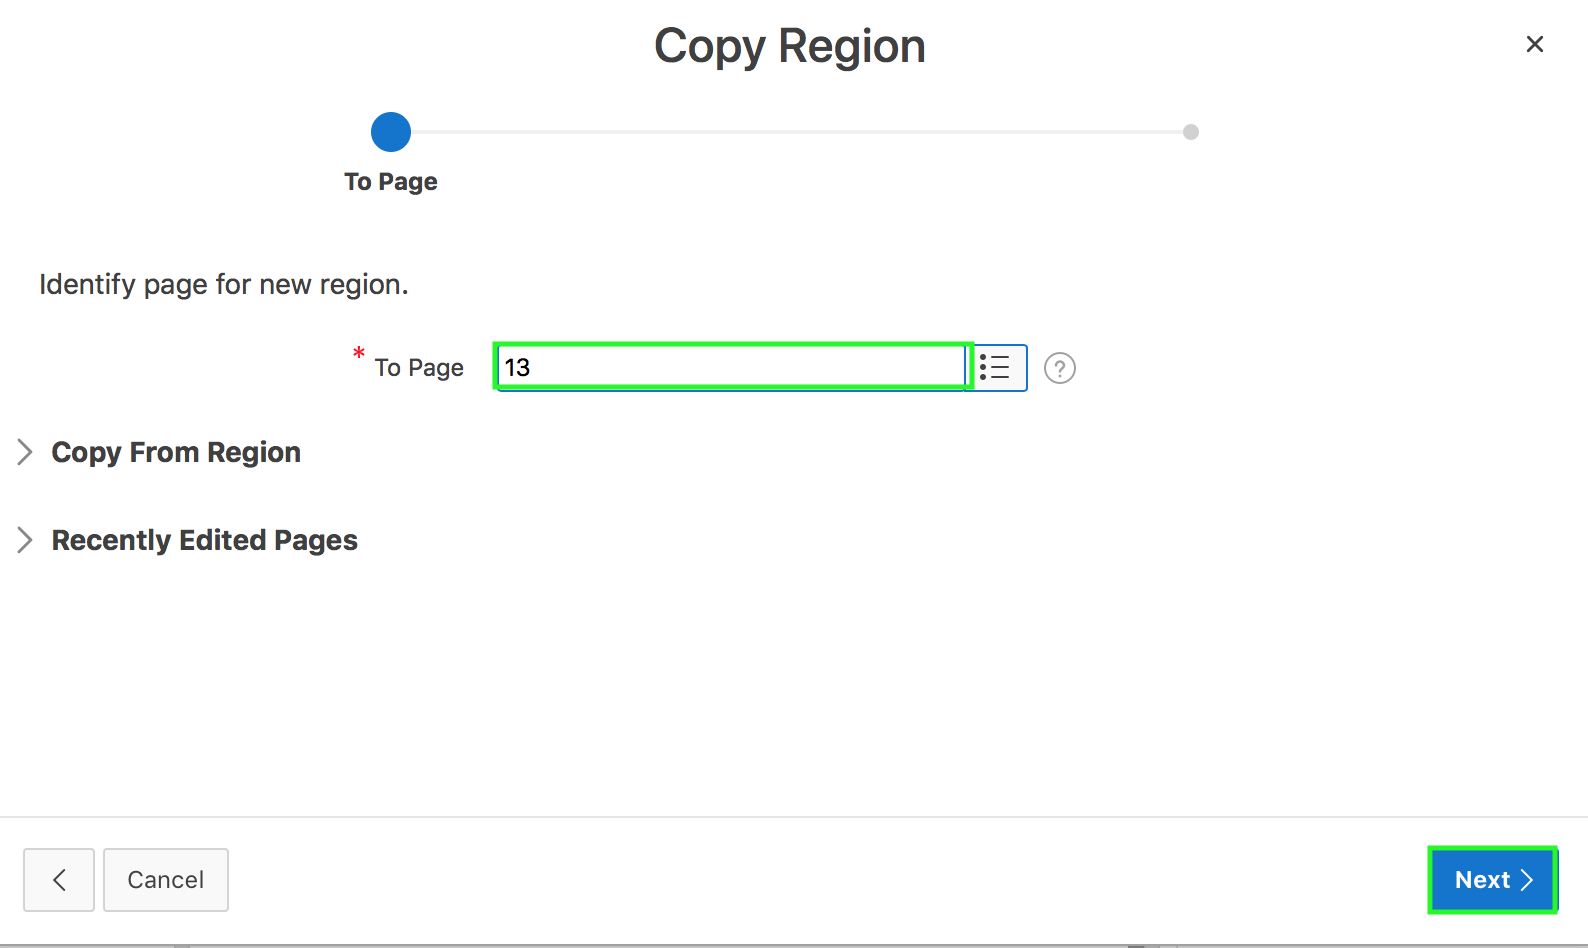 Copy Region
To Page
Identify page for new region.
* To Page 13 ?
Copy From Region
Recently Edited Pages
Cancel Next